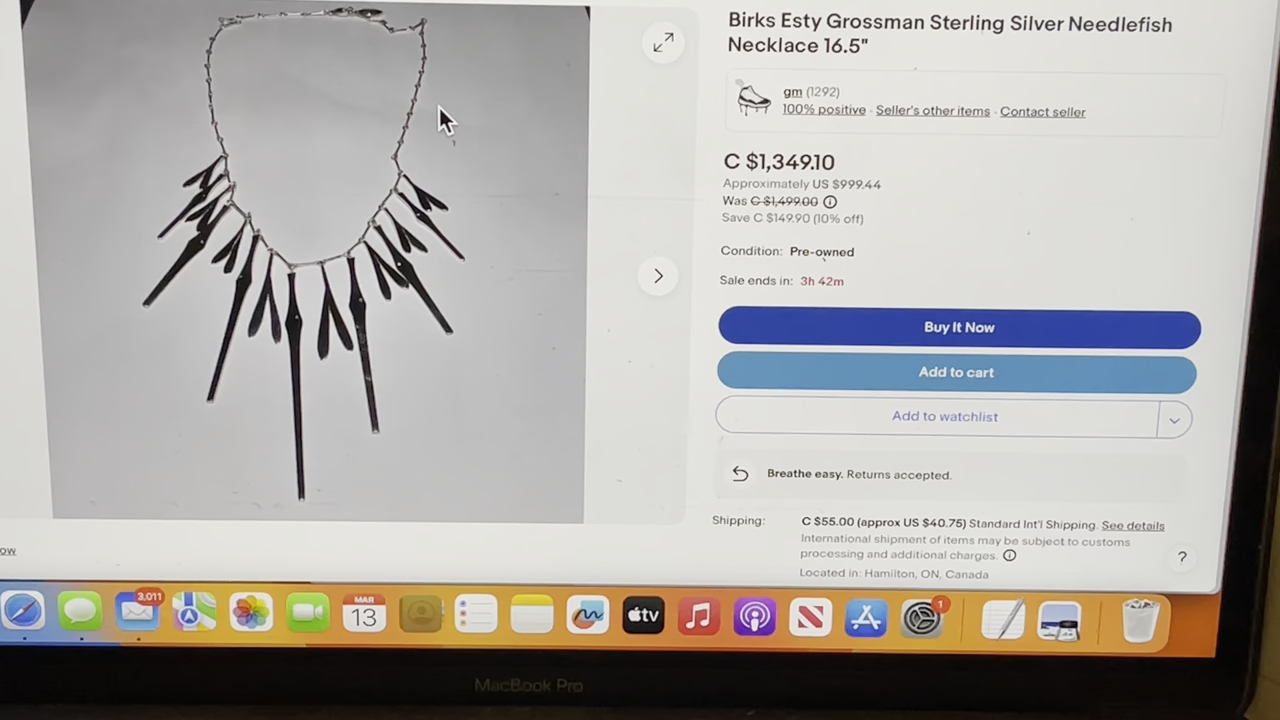 Birks Esty Grossman Sterling Silver Needlefish
Necklace 16.5"
gm (1292)
100% positive · Seller's other items · Contact seller
C $1,349.10
Approximately US $999.44
Was C $1,499.00
Save C $149.90 (10% off)
Condition: Pre-owned
Sale ends in: 3h 42m
Buy It Now
Add to cart
Add to watchlist
Breathe easy. Returns accepted.
Shipping: C $55.00 (approx US $40.75) Standard Int'l Shipping. See details
International shipment of items may be subject to customs
processing and additional charges.
ow
?
Located in: Hamilton, ON, Canada
3,011
MAR
13
tv
1
MacBook Pro